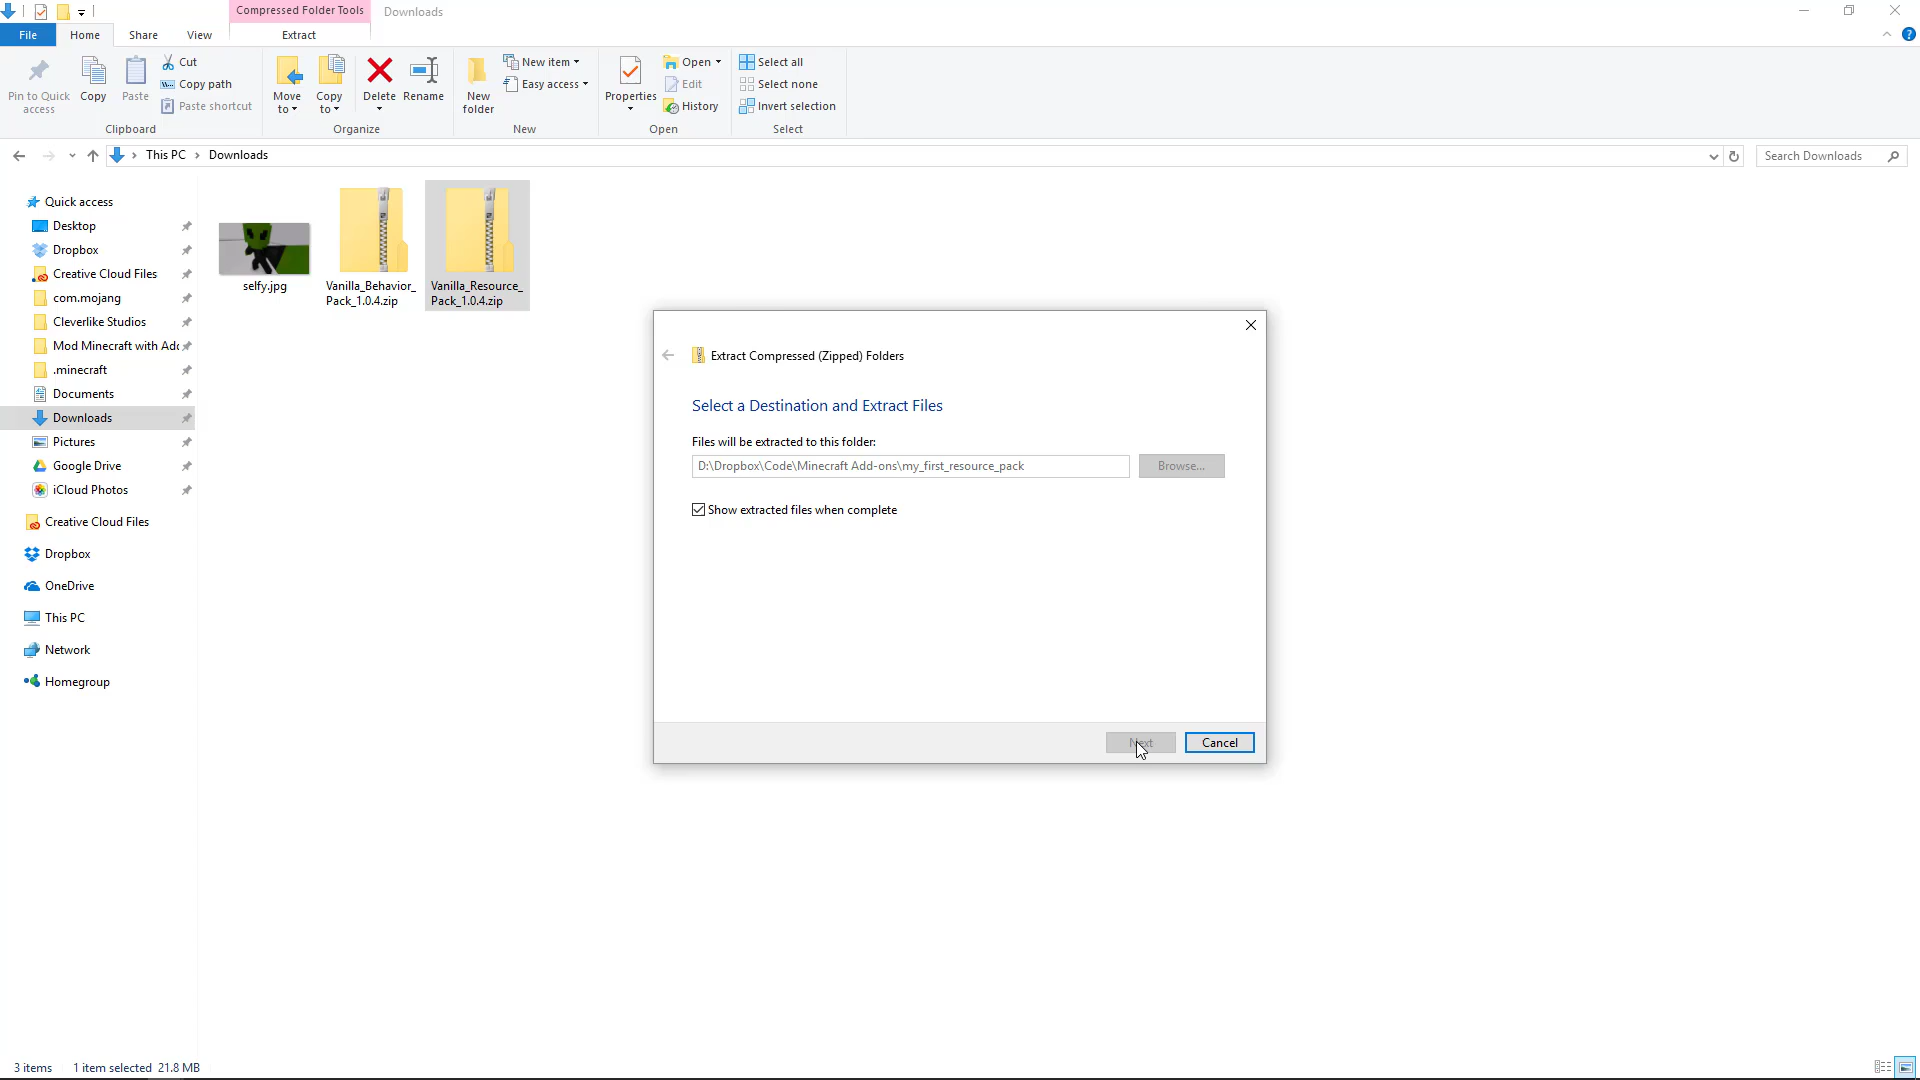 Compressed Folder Tools
Downloads
File
Home
Share
View
Extract
Pin to Quick
access
Copy
Paste
Cut
Copy path
Paste shortcut
Clipboard
Move
to
Copy
to
Delete
Rename
Organize
New
folder
New item
Easy access
New
Properties
Open
Edit
History
Open
Select all
Select none
Invert selection
Select
This PC
Downloads
Search Downloads
Quick access
Desktop
Dropbox
Creative Cloud Files
com.mojang
Cleverlike Studios
Mod Minecraft with Adc
.minecraft
Documents
Downloads
Pictures
Google Drive
iCloud Photos
Creative Cloud Files
Dropbox
OneDrive
This PC
Network
Homegroup
selfy.jpg
Vanilla_Behavior_
Pack_1.0.4.zip
Vanilla_Resource_
Pack_1.0.4.zip
Extract Compressed (Zipped) Folders
Select a Destination and Extract Files
Files will be extracted to this folder:
D:\Dropbox\Code\Minecraft Add-ons\my_first_resource_pack
Browse...
Show extracted files when complete
Next
Cancel
3 items
1 item selected 21.8 MB